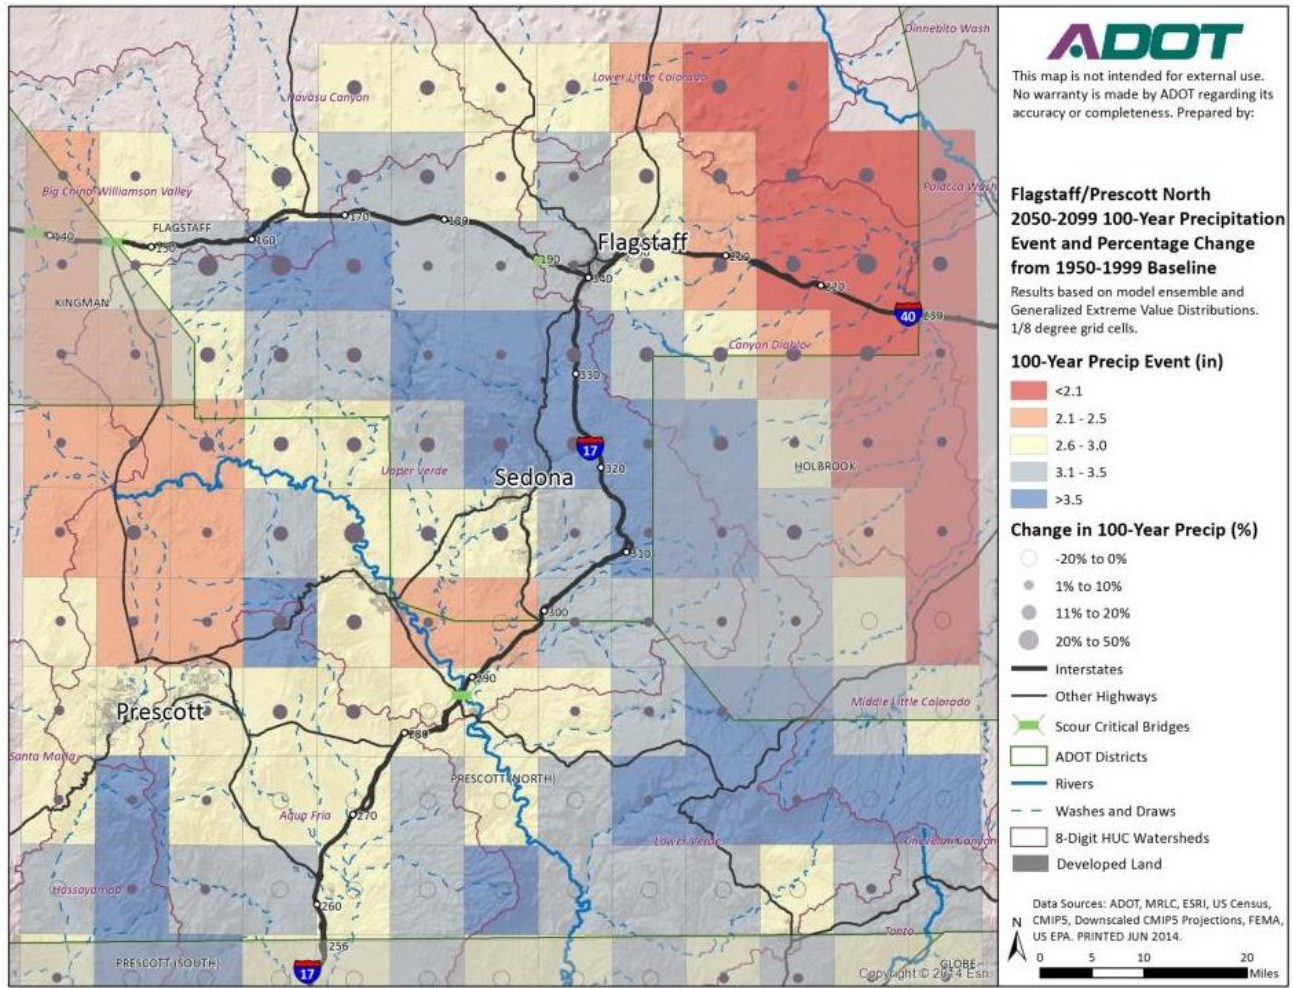 Dinnebito Wash
Lower Little Colorado
Havasu Canyon
Big Chino-Williamson Valley
Polacca Wash
FLAGSTAFF
140
150
160
170
180
190
Flagstaff
340
210
220
230
40
KINGMAN
Canyon Diablo
330
17
320
Upper Verde
Sedona
HOLBROOK
310
300
290
Prescott
Middle Little Colorado
280
Santa Maria
PRESCOTT (NORTH)
Agua Fria
270
Lower Verde
Chevelon Canyon
Hassayampa
260
Tonto
256
PRESCOTT (SOUTH)
17
GLOBE
Copyright © 2014 Esri
ADOT
This map is not intended for external use.
No warranty is made by ADOT regarding its
accuracy or completeness. Prepared by:
Flagstaff/Prescott North
2050-2099 100-Year Precipitation
Event and Percentage Change
from 1950-1999 Baseline
Results based on model ensemble and
Generalized Extreme Value Distributions.
1/8 degree grid cells.
100-Year Precip Event (in)
<2.1
2.1 - 2.5
2.6 - 3.0
3.1 - 3.5
>3.5
Change in 100-Year Precip (%)
-20% to 0%
1% to 10%
11% to 20%
20% to 50%
Interstates
Other Highways
Scour Critical Bridges
ADOT Districts
Rivers
Washes and Draws
8-Digit HUC Watersheds
Developed Land
Data Sources: ADOT, MRLC, ESRI, US Census,
CMIP5, Downscaled CMIP5 Projections, FEMA,
US EPA. PRINTED JUN 2014.
N
0 5 10 20
Miles